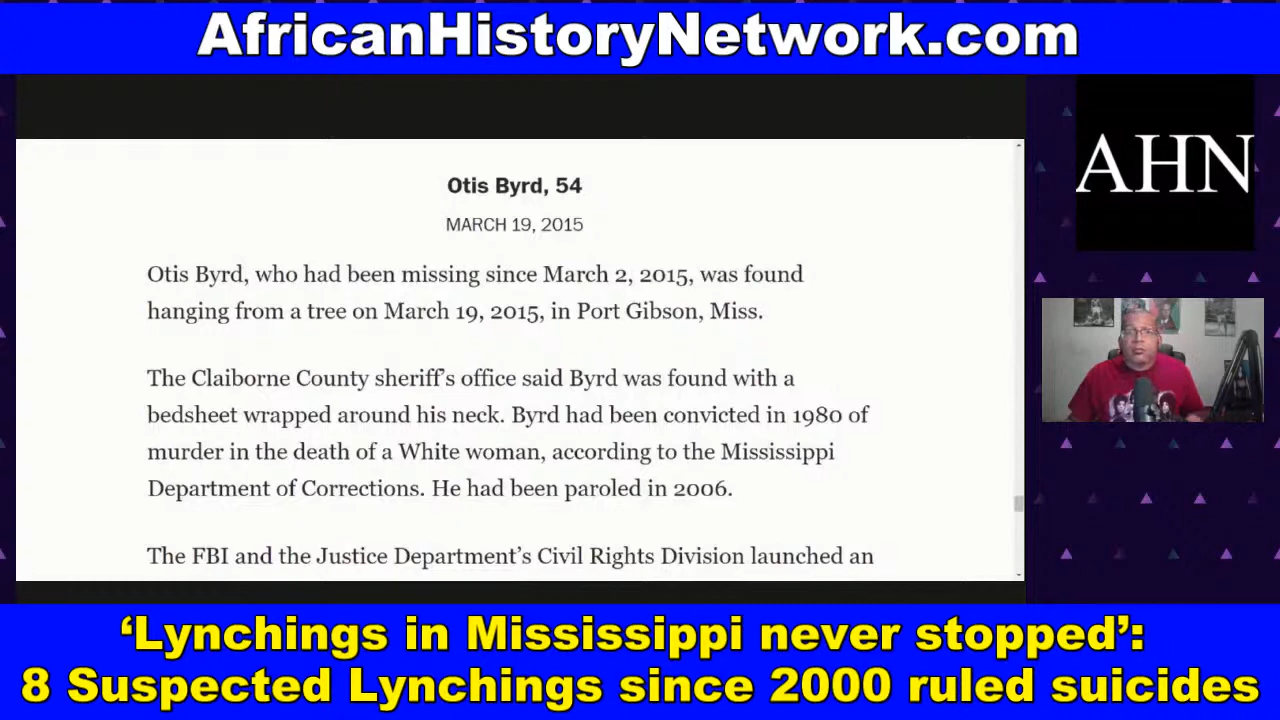 AfricanHistoryNetwork.com
AHN
Otis Byrd, 54
MARCH 19, 2015
Otis Byrd, who had been missing since March 2, 2015, was found
hanging from a tree on March 19, 2015, in Port Gibson, Miss.
The Claiborne County sheriff’s office said Byrd was found with a
bedsheet wrapped around his neck. Byrd had been convicted in 1980 of
murder in the death of a White woman, according to the Mississippi
Department of Corrections. He had been paroled in 2006.
The FBI and the Justice Department’s Civil Rights Division launched an
‘Lynchings in Mississippi never stopped’:
8 Suspected Lynchings since 2000 ruled suicides